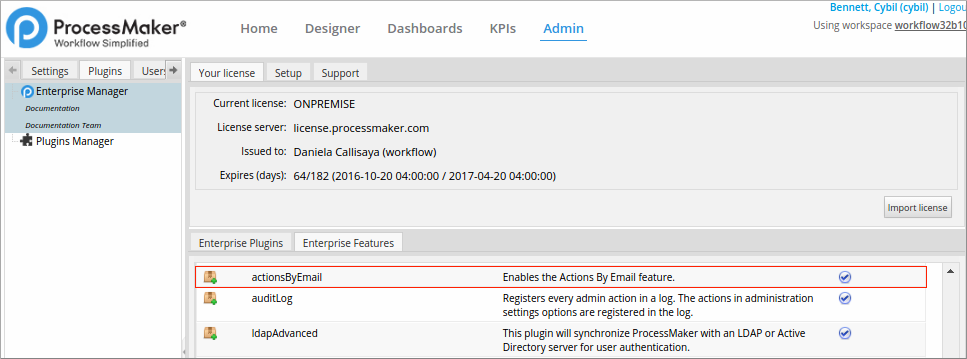 Bennett, Cybil (cybil) | Logou
Using workspace workflow32b10
ProcessMaker®
Workflow Simplified
Home Designer Dashboards KPIs Admin
Settings Plugins Users
Enterprise Manager
Documentation
Documentation Team
Plugins Manager
Your license Setup Support
Current license: ONPREMISE
License server: license.processmaker.com
Issued to: Daniela Callisaya (workflow)
Expires (days): 64/182 (2016-10-20 04:00:00 / 2017-04-20 04:00:00)
Import license
Enterprise Plugins Enterprise Features
actionsByEmail Enables the Actions By Email feature.
auditLog Registers every admin action in a log. The actions in administration
settings options are registered in the log.
ldapAdvanced This plugin will synchronize ProcessMaker with an LDAP or Active
Directory server for user authentication.